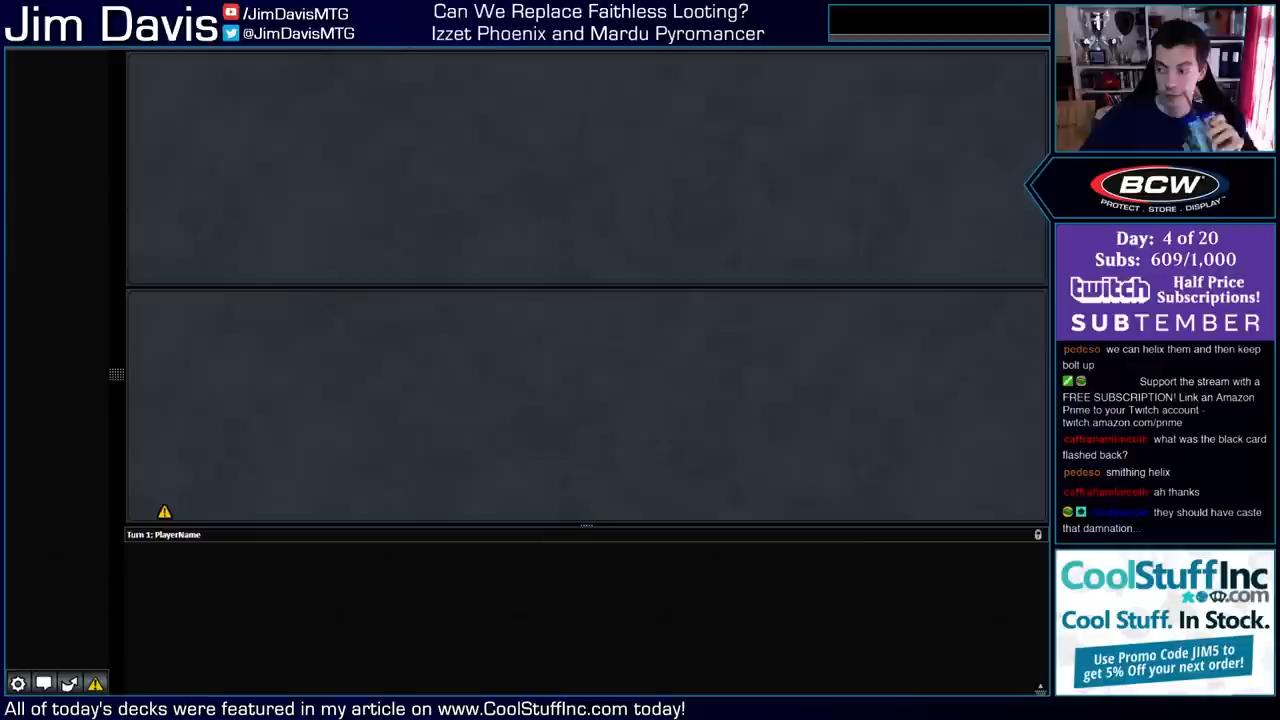 Jim Davis
/JimDavisMTG
@JimDavisMTG
Can We Replace Faithless Looting?
Izzet Phoenix and Mardu Pyromancer
BCW
PROTECT . STORE . DISPLAY
Day: 4 of 20
Subs: 609/1,000
twitch
Half Price
Subscriptions!
SUBTEMBER
pedeso we can helix them and then keep
bolt up
Support the stream with a
FREE SUBSCRIPTION! Link an Amazon
Prime to your Twitch account -
twitch.amazon.com/prime
what was the black card
flashed back?
pedeso smithing helix
ah thanks
they should have caste
that damnation...
Turn 1: PlayerName
CoolStuffInc
.com
Cool Stuff. In Stock.
Use Promo Code JIM5 to
get 5% Off your next order!
All of today's decks were featured in my article on www.CoolStuffInc.com today!